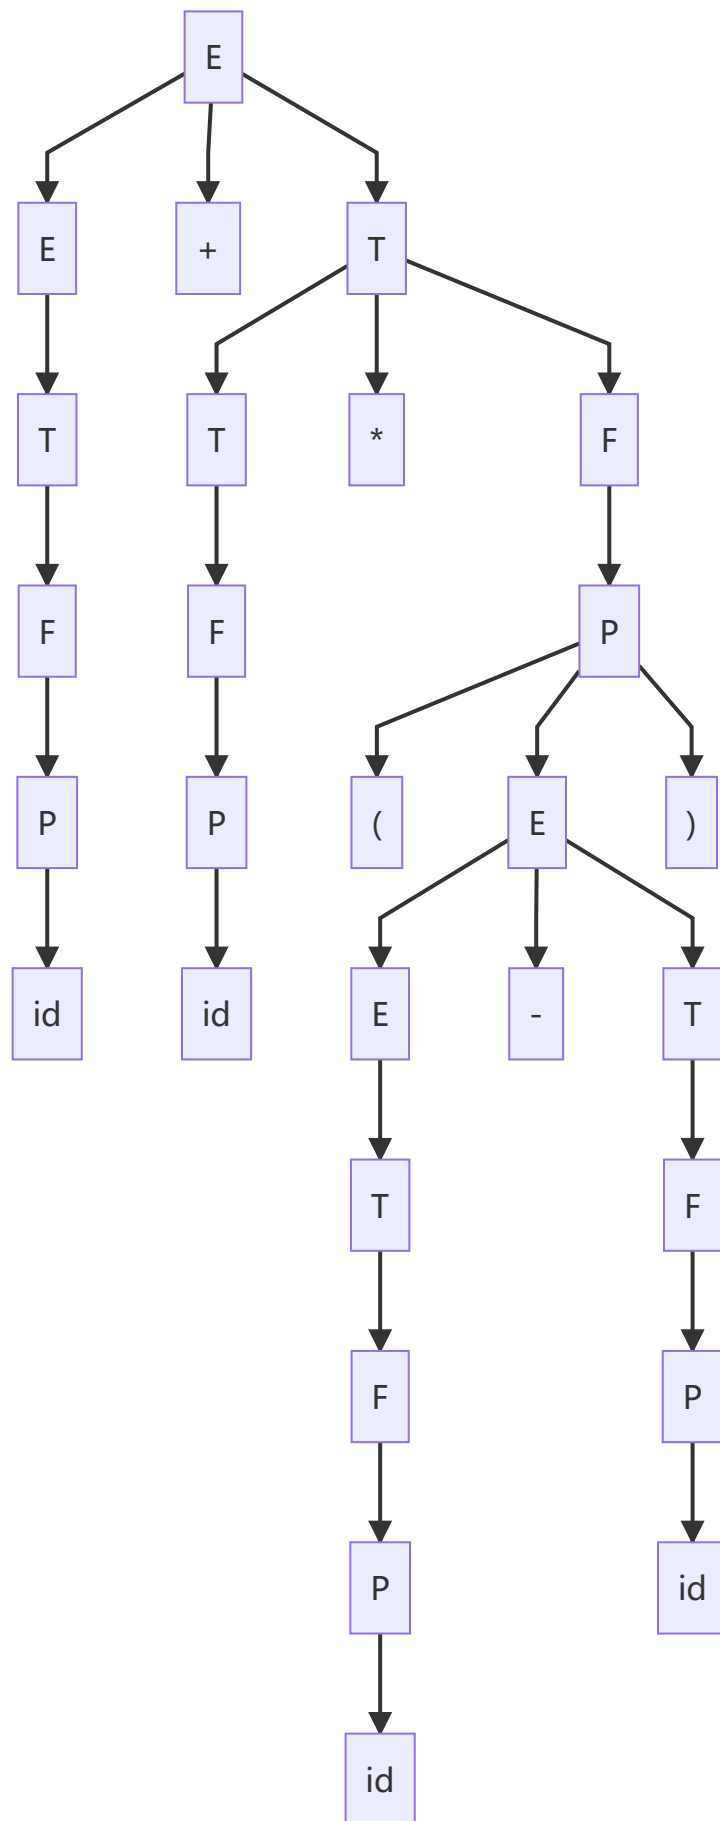 E
E + T
T T * F
F F P
P P ( E )
id id E - T
T F
F P
P id
id